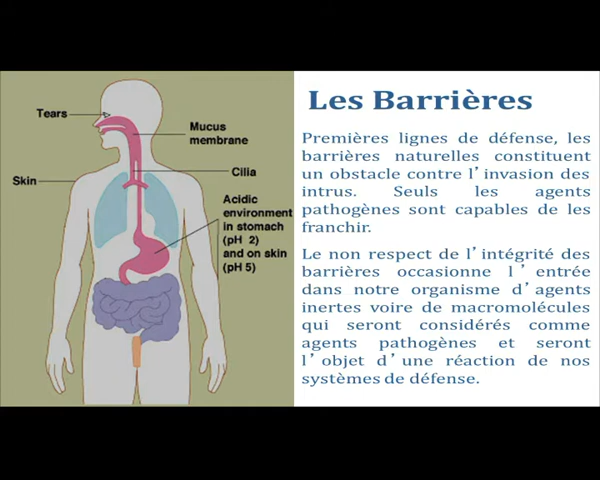 Tears
Mucus
membrane
Cilia
Skin
Acidic
environment
in stomach
(pH 2)
and on skin
(pH 5)
Les Barrières
Premières lignes de défense, les
barrières naturelles constituent
un obstacle contre l'invasion des
intrus. Seuls les agents
pathogènes sont capables de les
franchir.
Le non respect de l'intégrité des
barrières occasionne l'entrée
dans notre organisme d'agents
inertes voire de macromolécules
qui seront considérés comme
agents pathogènes et seront
l'objet d'une réaction de nos
systèmes de défense.